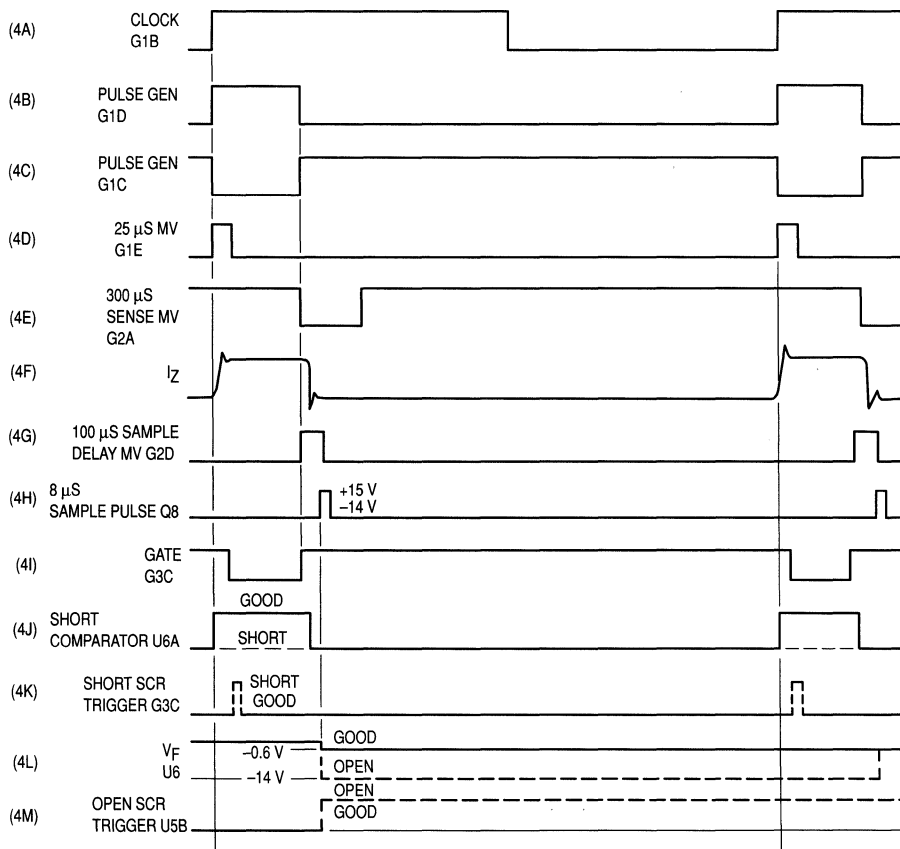 (4A) CLOCK
G1B
(4B) PULSE GEN
G1D
(4C) PULSE GEN
G1C
(4D) 25 μS MV
G1E
(4E) 300 μS
SENSE MV
G2A
(4F) IZ
(4G) 100 μS SAMPLE
DELAY MV G2D
(4H) 8 μS
SAMPLE PULSE Q8
+15 V
–14 V
(4I) GATE
G3C
GOOD
(4J) SHORT
COMPARATOR U6A
SHORT
(4K) SHORT SCR
TRIGGER G3C
SHORT
GOOD
(4L) VF
U6
–0.6 V
–14 V
GOOD
OPEN
(4M) OPEN SCR
TRIGGER U5B
OPEN
GOOD